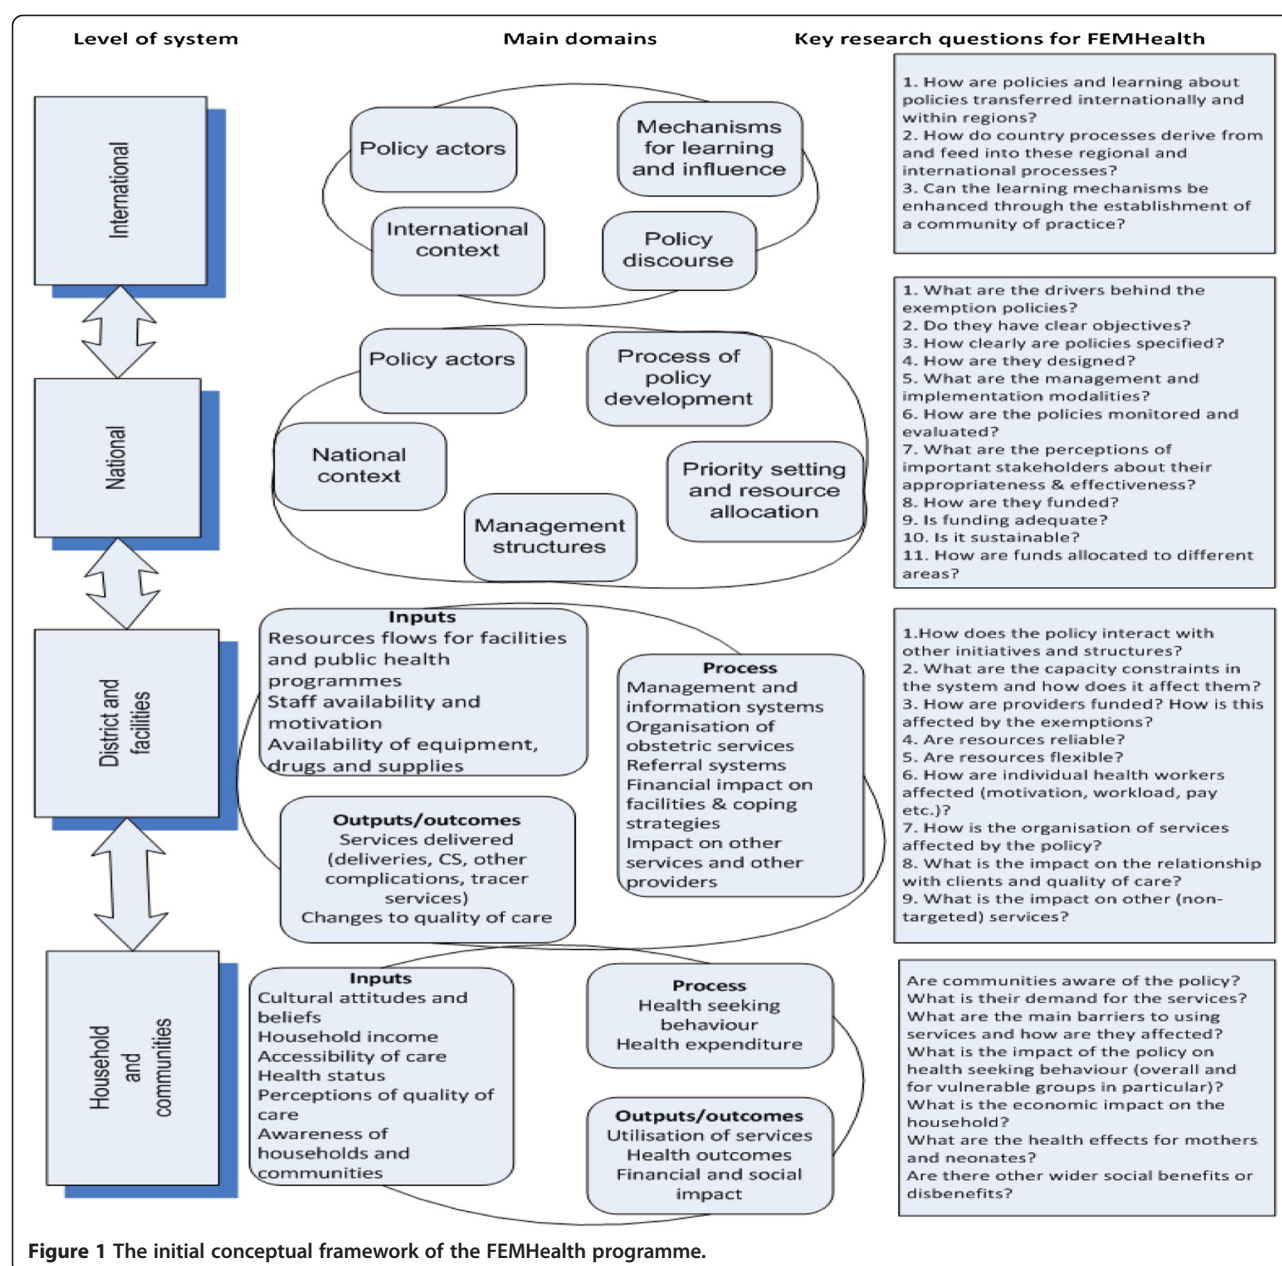 Level of system
Main domains
Key research questions for FEMHealth
International
Policy actors
Mechanisms
for learning
and influence
International
context
Policy
discourse
1. How are policies and learning about
policies transferred internationally and
within regions?
2. How do country processes derive from
and feed into these regional and
international processes?
3. Can the learning mechanisms be
enhanced through the establishment of
a community of practice?
National
Policy actors
Process of
policy
development
National
context
Priority setting
and resource
allocation
Management
structures
1. What are the drivers behind the
exemption policies?
2. Do they have clear objectives?
3. How clearly are policies specified?
4. How are they designed?
5. What are the management and
implementation modalities?
6. How are the policies monitored and
evaluated?
7. What are the perceptions of
important stakeholders about their
appropriateness & effectiveness?
8. How are they funded?
9. Is funding adequate?
10. Is it sustainable?
11. How are funds allocated to different
areas?
District and
facilities
Inputs
Resources flows for facilities
and public health
programmes
Staff availability and
motivation
Availability of equipment,
drugs and supplies
Process
Management and
information systems
Organisation of
obstetric services
Referral systems
Financial impact on
facilities & coping
strategies
Impact on other
services and other
providers
Outputs/outcomes
Services delivered
(deliveries, CS, other
complications, tracer
services)
Changes to quality of care
1.How does the policy interact with
other initiatives and structures?
2. What are the capacity constraints in
the system and how does it affect them?
3. How are providers funded? How is this
affected by the exemptions?
4. Are resources reliable?
5. Are resources flexible?
6. How are individual health workers
affected (motivation, workload, pay
etc.)?
7. How is the organisation of services
affected by the policy?
8. What is the impact on the relationship
with clients and quality of care?
9. What is the impact on other (non-
targeted) services?
Household
and
communities
Inputs
Cultural attitudes and
beliefs
Household income
Accessibility of care
Health status
Perceptions of quality of
care
Awareness of
households and
communities
Process
Health seeking
behaviour
Health expenditure
Outputs/outcomes
Utilisation of services
Health outcomes
Financial and social
impact
Are communities aware of the policy?
What is their demand for the services?
What are the main barriers to using
services and how are they affected?
What is the impact of the policy on
health seeking behaviour (overall and
for vulnerable groups in particular)?
What is the economic impact on the
household?
What are the health effects for mothers
and neonates?
Are there other wider social benefits or
disbenefits?
Figure 1 The initial conceptual framework of the FEMHealth programme.